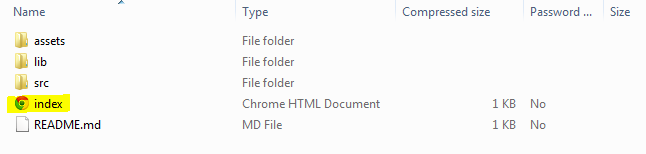 Name Type Compressed size Password ... Size
assets File folder
lib File folder
src File folder
index Chrome HTML Document 1 KB No
README.md MD File 1 KB No